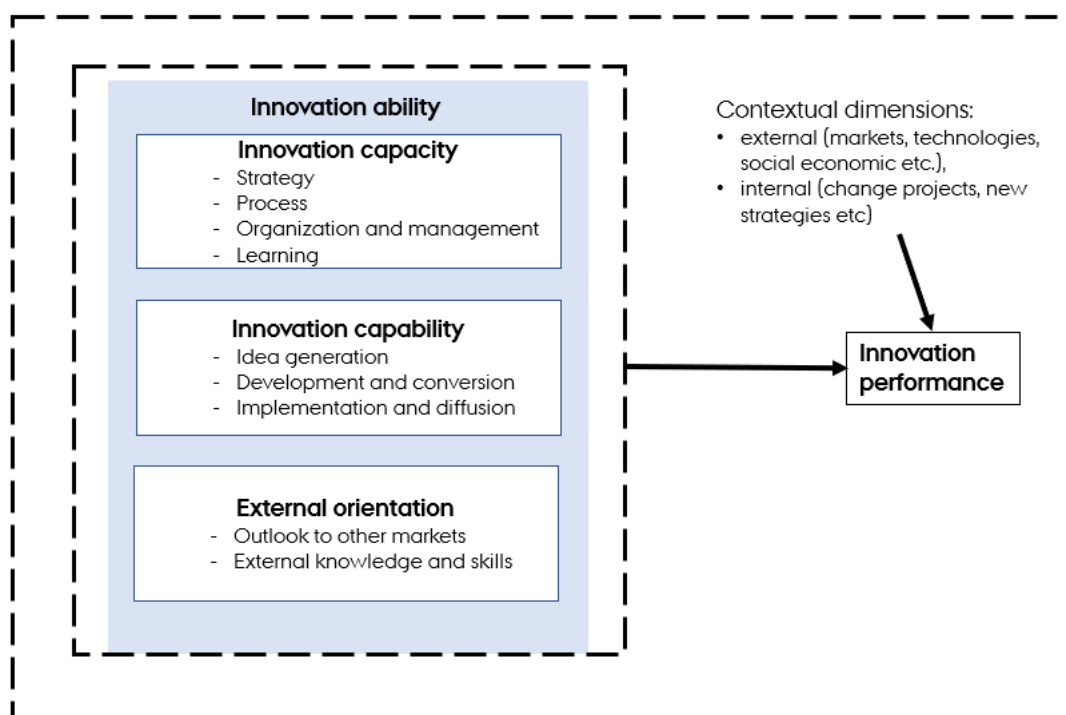 Innovation ability
Innovation capacity
- Strategy
- Process
- Organization and management
- Learning
Innovation capability
- Idea generation
- Development and conversion
- Implementation and diffusion
External orientation
- Outlook to other markets
- External knowledge and skills
Contextual dimensions:
• external (markets, technologies,
social economic etc.),
• internal (change projects, new
strategies etc)
Innovation
performance